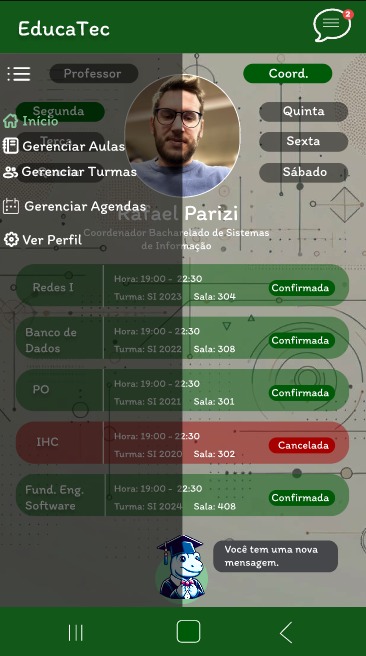 EducaTec
2
Professor
Coord.
Segunda
Quinta
Início
Terça
Sexta
Gerenciar Aulas
Gerenciar Turmas
Sábado
Gerenciar Agendas
Rafael Parizi
Coordenador Bacharelado de Sistemas
de Informação
Ver Perfil
Redes I
Hora: 19:00 - 22:30
Turma: SI 2023 Sala: 304
Confirmada
Banco de
Dados
Hora: 19:00 - 22:30
Turma: SI 2022 Sala: 308
Confirmada
PO
Hora: 19:00 - 22:30
Turma: SI 2021 Sala: 301
Confirmada
IHC
Hora: 19:00 - 22:30
Turma: SI 2020 Sala: 302
Cancelada
Fund. Eng.
Software
Hora: 19:00 - 22:30
Turma: SI 2024 Sala: 408
Confirmada
Você tem uma nova
mensagem.